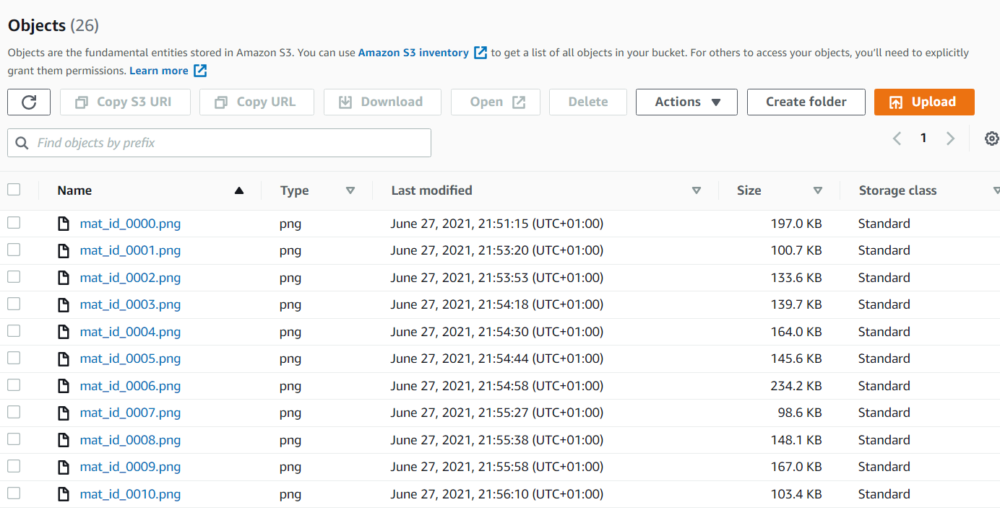 Objects (26)
Objects are the fundamental entities stored in Amazon S3. You can use Amazon S3 inventory to get a list of all objects in your bucket. For others to access your objects, you’ll need to explicitly
grant them permissions. Learn more
Copy S3 URI Copy URL Download Open Delete Actions Create folder Upload
Find objects by prefix 1
Name Type Last modified Size Storage class
mat_id_0000.png png June 27, 2021, 21:51:15 (UTC+01:00) 197.0 KB Standard
mat_id_0001.png png June 27, 2021, 21:53:20 (UTC+01:00) 100.7 KB Standard
mat_id_0002.png png June 27, 2021, 21:53:53 (UTC+01:00) 133.6 KB Standard
mat_id_0003.png png June 27, 2021, 21:54:18 (UTC+01:00) 139.7 KB Standard
mat_id_0004.png png June 27, 2021, 21:54:30 (UTC+01:00) 164.0 KB Standard
mat_id_0005.png png June 27, 2021, 21:54:44 (UTC+01:00) 145.6 KB Standard
mat_id_0006.png png June 27, 2021, 21:54:58 (UTC+01:00) 234.2 KB Standard
mat_id_0007.png png June 27, 2021, 21:55:27 (UTC+01:00) 98.6 KB Standard
mat_id_0008.png png June 27, 2021, 21:55:38 (UTC+01:00) 148.1 KB Standard
mat_id_0009.png png June 27, 2021, 21:55:58 (UTC+01:00) 167.0 KB Standard
mat_id_0010.png png June 27, 2021, 21:56:10 (UTC+01:00) 103.4 KB Standard